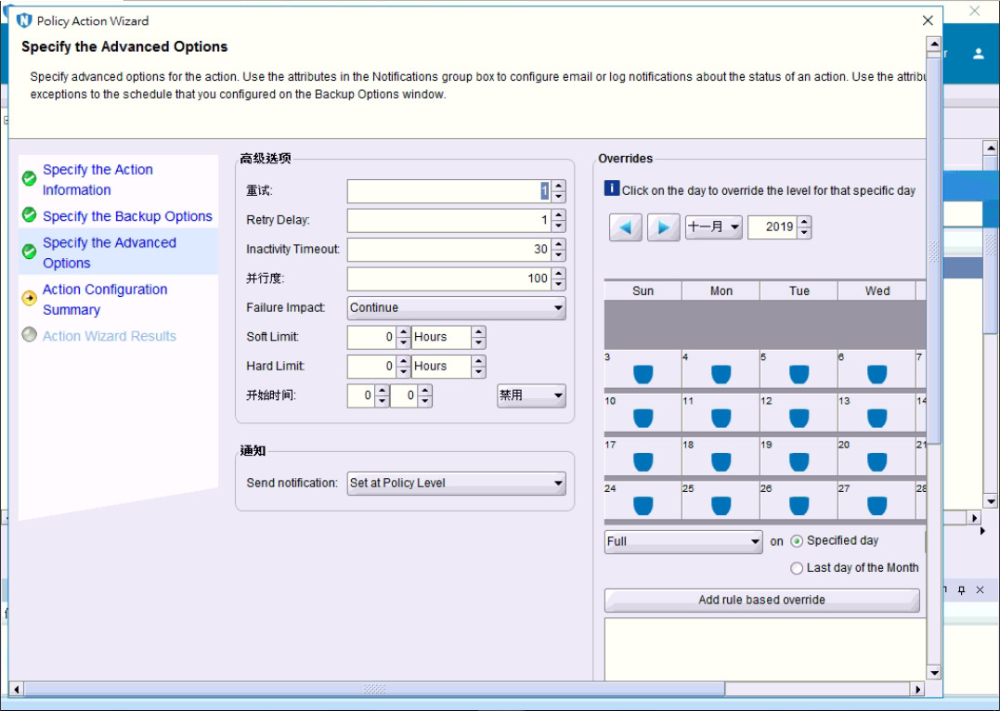 Policy Action Wizard
Specify the Advanced Options
Specify advanced options for the action. Use the attributes in the Notifications group box to configure email or log notifications about the status of an action. Use the attribu
exceptions to the schedule that you configured on the Backup Options window.
Specify the Action
Information
Specify the Backup Options
Specify the Advanced
Options
Action Configuration
Summary
Action Wizard Results
高级选项
重试: 1
Retry Delay: 1
Inactivity Timeout: 30
并行度: 100
Failure Impact: Continue
Soft Limit: 0 Hours
Hard Limit: 0 Hours
开始时间: 0 0 禁用
通知
Send notification: Set at Policy Level
Overrides
Click on the day to override the level for that specific day
十一月 2019
Sun Mon Tue Wed
3 4 5 6 7
10 11 12 13 14
17 18 19 20 21
24 25 26 27 28
Full on Specified day
Last day of the Month
Add rule based override